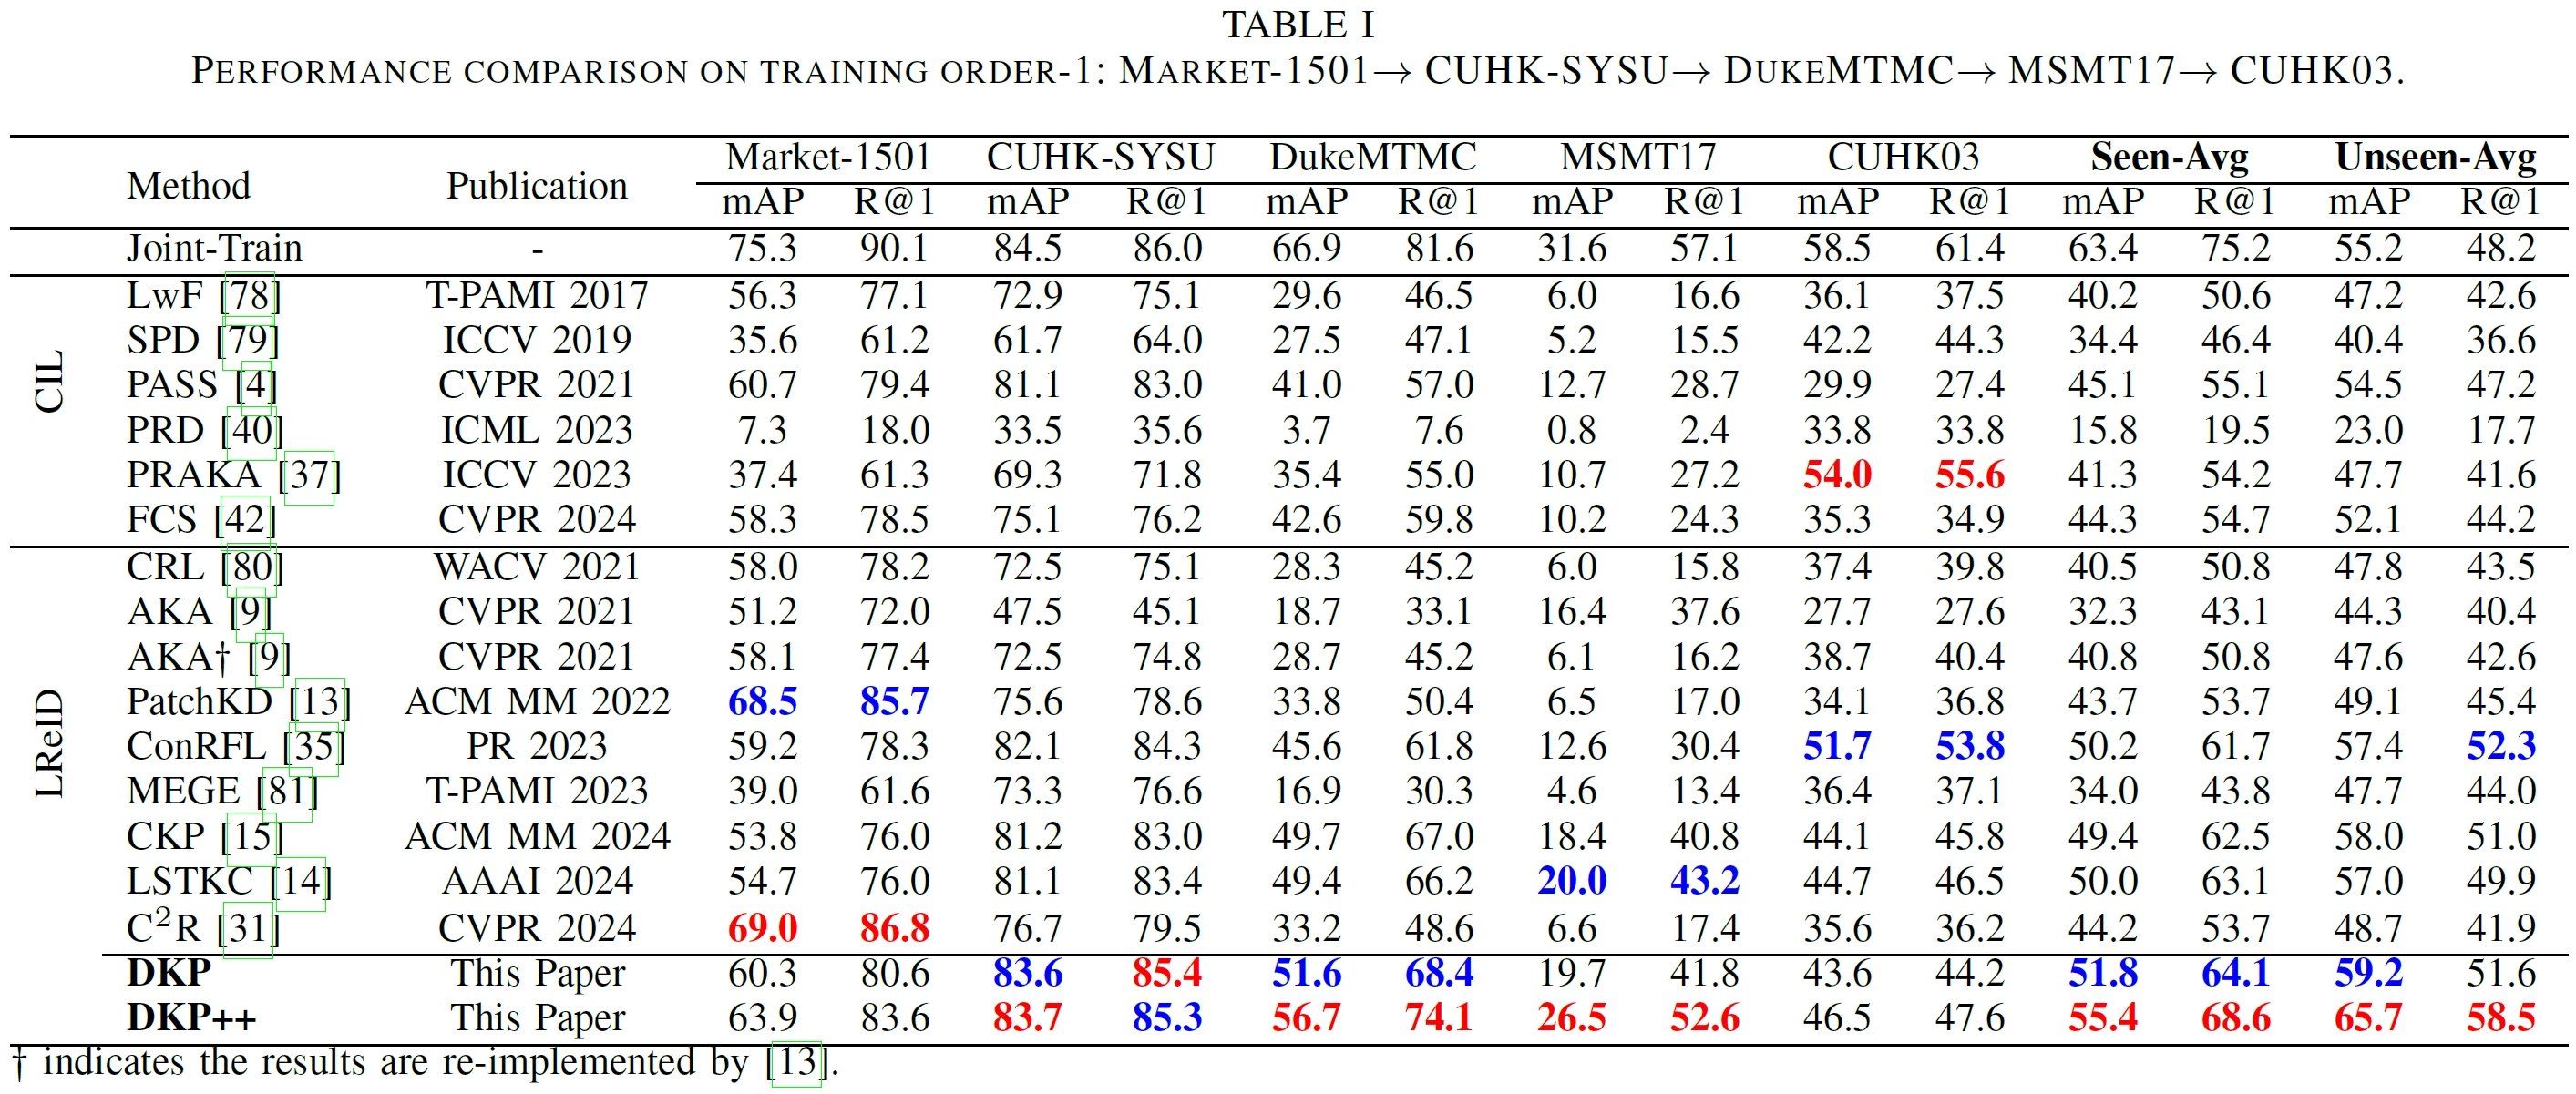 TABLE I
PERFORMANCE COMPARISON ON TRAINING ORDER-1: MARKET-1501→ CUHK-SYSU→ DUKEMTMC→ MSMT17→ CUHK03.
Method Publication Market-1501 CUHK-SYSU DukeMTMC MSMT17 CUHK03 Seen-Avg Unseen-Avg
mAP R@1 mAP R@1 mAP R@1 mAP R@1 mAP R@1 mAP R@1 mAP R@1
Joint-Train - 75.3 90.1 84.5 86.0 66.9 81.6 31.6 57.1 58.5 61.4 63.4 75.2 55.2 48.2
CIL
LwF [78] T-PAMI 2017 56.3 77.1 72.9 75.1 29.6 46.5 6.0 16.6 36.1 37.5 40.2 50.6 47.2 42.6
SPD [79] ICCV 2019 35.6 61.2 61.7 64.0 27.5 47.1 5.2 15.5 42.2 44.3 34.4 46.4 40.4 36.6
PASS [4] CVPR 2021 60.7 79.4 81.1 83.0 41.0 57.0 12.7 28.7 29.9 27.4 45.1 55.1 54.5 47.2
PRD [40] ICML 2023 7.3 18.0 33.5 35.6 3.7 7.6 0.8 2.4 33.8 33.8 15.8 19.5 23.0 17.7
PRAKA [37] ICCV 2023 37.4 61.3 69.3 71.8 35.4 55.0 10.7 27.2 54.0 55.6 41.3 54.2 47.7 41.6
FCS [42] CVPR 2024 58.3 78.5 75.1 76.2 42.6 59.8 10.2 24.3 35.3 34.9 44.3 54.7 52.1 44.2
LReID
CRL [80] WACV 2021 58.0 78.2 72.5 75.1 28.3 45.2 6.0 15.8 37.4 39.8 40.5 50.8 47.8 43.5
AKA [9] CVPR 2021 51.2 72.0 47.5 45.1 18.7 33.1 16.4 37.6 27.7 27.6 32.3 43.1 44.3 40.4
AKA† [9] CVPR 2021 58.1 77.4 72.5 74.8 28.7 45.2 6.1 16.2 38.7 40.4 40.8 50.8 47.6 42.6
PatchKD [13] ACM MM 2022 68.5 85.7 75.6 78.6 33.8 50.4 6.5 17.0 34.1 36.8 43.7 53.7 49.1 45.4
ConRFL [35] PR 2023 59.2 78.3 82.1 84.3 45.6 61.8 12.6 30.4 51.7 53.8 50.2 61.7 57.4 52.3
MEGE [81] T-PAMI 2023 39.0 61.6 73.3 76.6 16.9 30.3 4.6 13.4 36.4 37.1 34.0 43.8 47.7 44.0
CKP [15] ACM MM 2024 53.8 76.0 81.2 83.0 49.7 67.0 18.4 40.8 44.1 45.8 49.4 62.5 58.0 51.0
LSTKC [14] AAAI 2024 54.7 76.0 81.1 83.4 49.4 66.2 20.0 43.2 44.7 46.5 50.0 63.1 57.0 49.9
C²R [31] CVPR 2024 69.0 86.8 76.7 79.5 33.2 48.6 6.6 17.4 35.6 36.2 44.2 53.7 48.7 41.9
DKP This Paper 60.3 80.6 83.6 85.4 51.6 68.4 19.7 41.8 43.6 44.2 51.8 64.1 59.2 51.6
DKP++ This Paper 63.9 83.6 83.7 85.3 56.7 74.1 26.5 52.6 46.5 47.6 55.4 68.6 65.7 58.5
† indicates the results are re-implemented by [13].